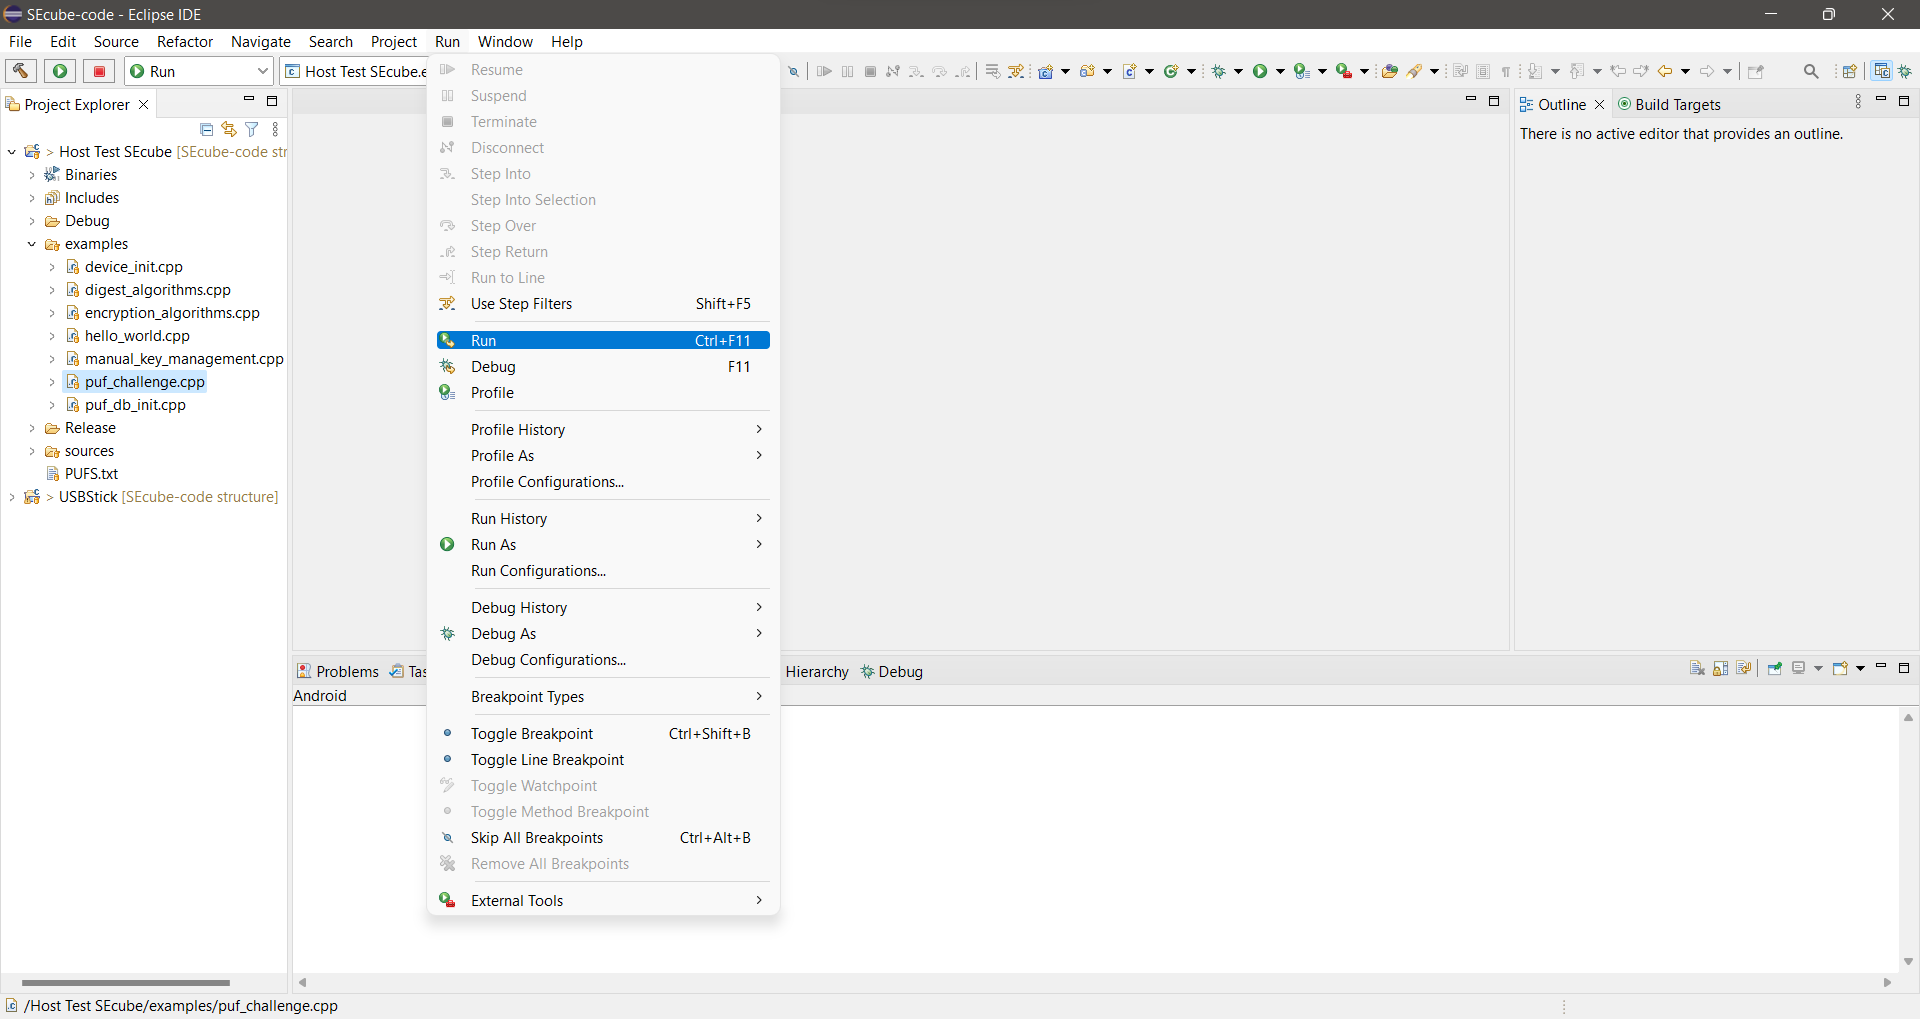 SEcube-code - Eclipse IDE
File Edit Source Refactor Navigate Search Project Run Window Help
Run
Host Test SEcube.e
Project Explorer
> Host Test SEcube [SEcube-code str
Binaries
Includes
Debug
examples
device_init.cpp
digest_algorithms.cpp
encryption_algorithms.cpp
hello_world.cpp
manual_key_management.cpp
puf_challenge.cpp
puf_db_init.cpp
Release
sources
PUFS.txt
> USBStick [SEcube-code structure]
Resume
Suspend
Terminate
Disconnect
Step Into
Step Into Selection
Step Over
Step Return
Run to Line
Use Step Filters Shift+F5
Run Ctrl+F11
Debug F11
Profile
Profile History
Profile As
Profile Configurations...
Run History
Run As
Run Configurations...
Debug History
Debug As
Debug Configurations...
Breakpoint Types
Toggle Breakpoint Ctrl+Shift+B
Toggle Line Breakpoint
Toggle Watchpoint
Toggle Method Breakpoint
Skip All Breakpoints Ctrl+Alt+B
Remove All Breakpoints
External Tools
Outline Build Targets
There is no active editor that provides an outline.
Problems Tas Hierarchy Debug
Android
/Host Test SEcube/examples/puf_challenge.cpp